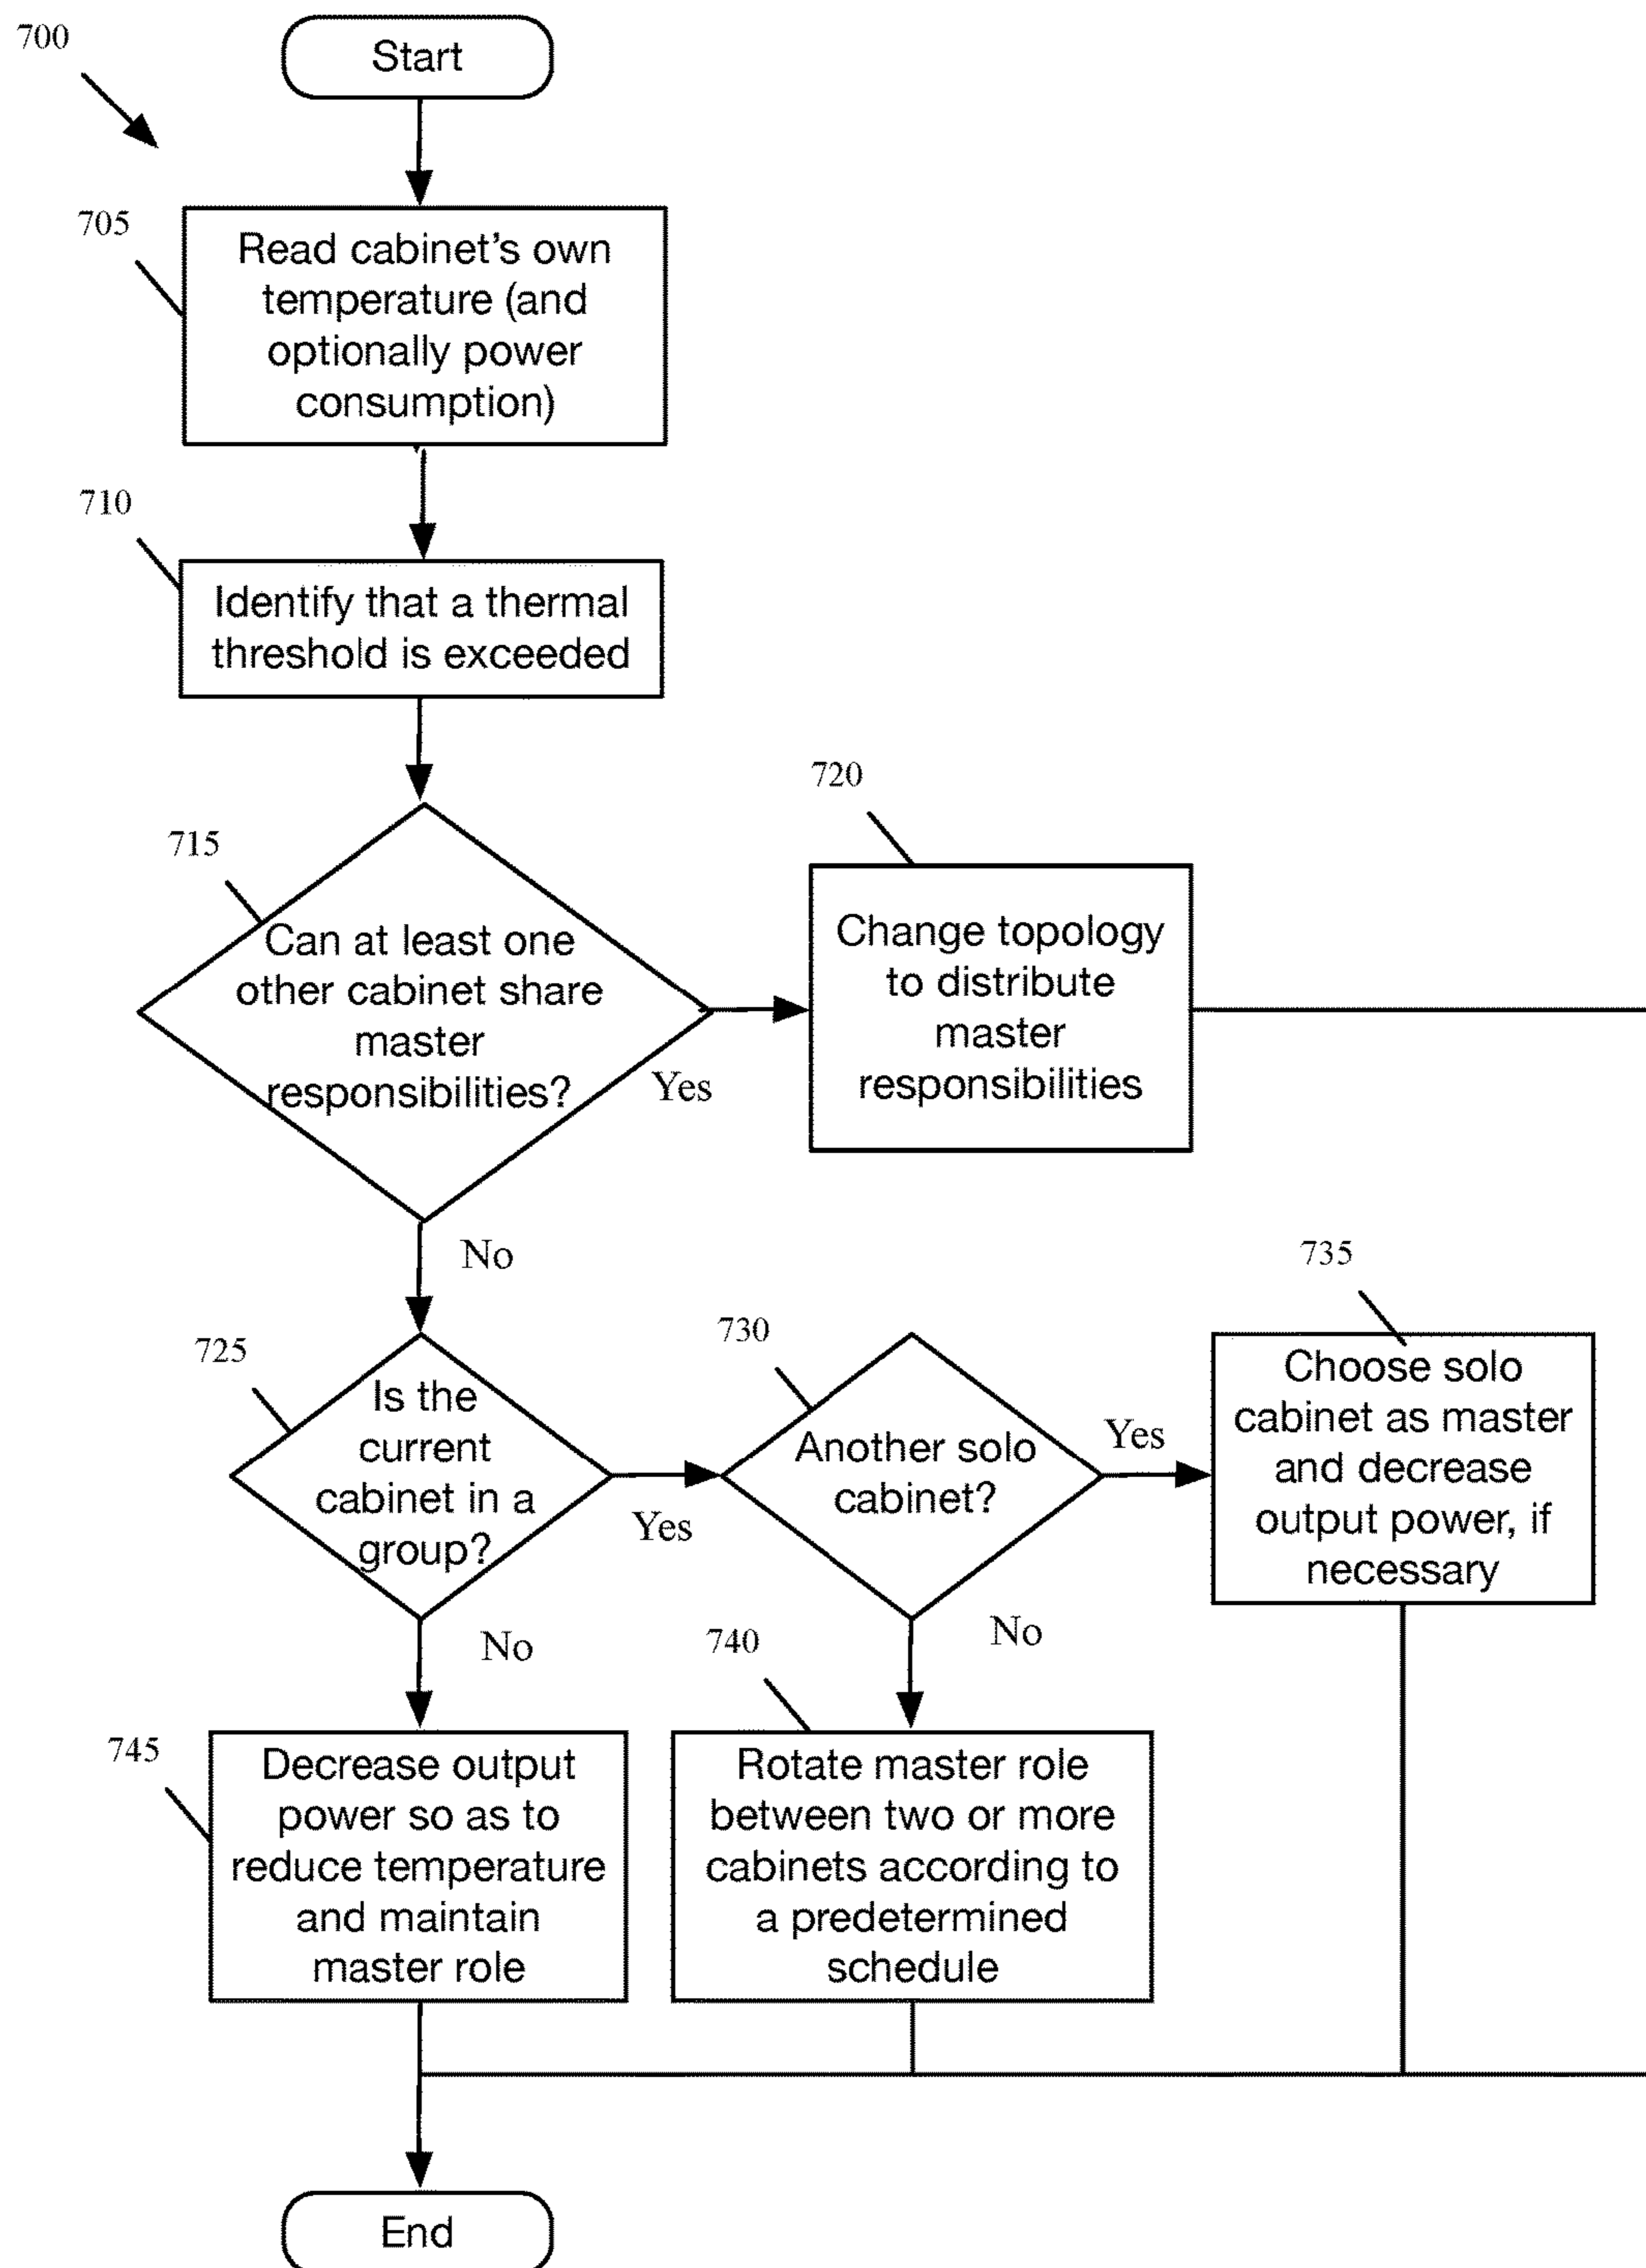 700
Start
705
Read cabinet’s own
temperature (and
optionally power
consumption)
710
Identify that a thermal
threshold is exceeded
715
Can at least one
other cabinet share
master
responsibilities?
Yes
720
Change topology
to distribute
master
responsibilities
No
725
Is the
current
cabinet in a
group?
Yes
730
Another solo
cabinet?
Yes
735
Choose solo
cabinet as master
and decrease
output power, if
necessary
No
745
Decrease output
power so as to
reduce temperature
and maintain
master role
No
740
Rotate master role
between two or more
cabinets according to
a predetermined
schedule
End